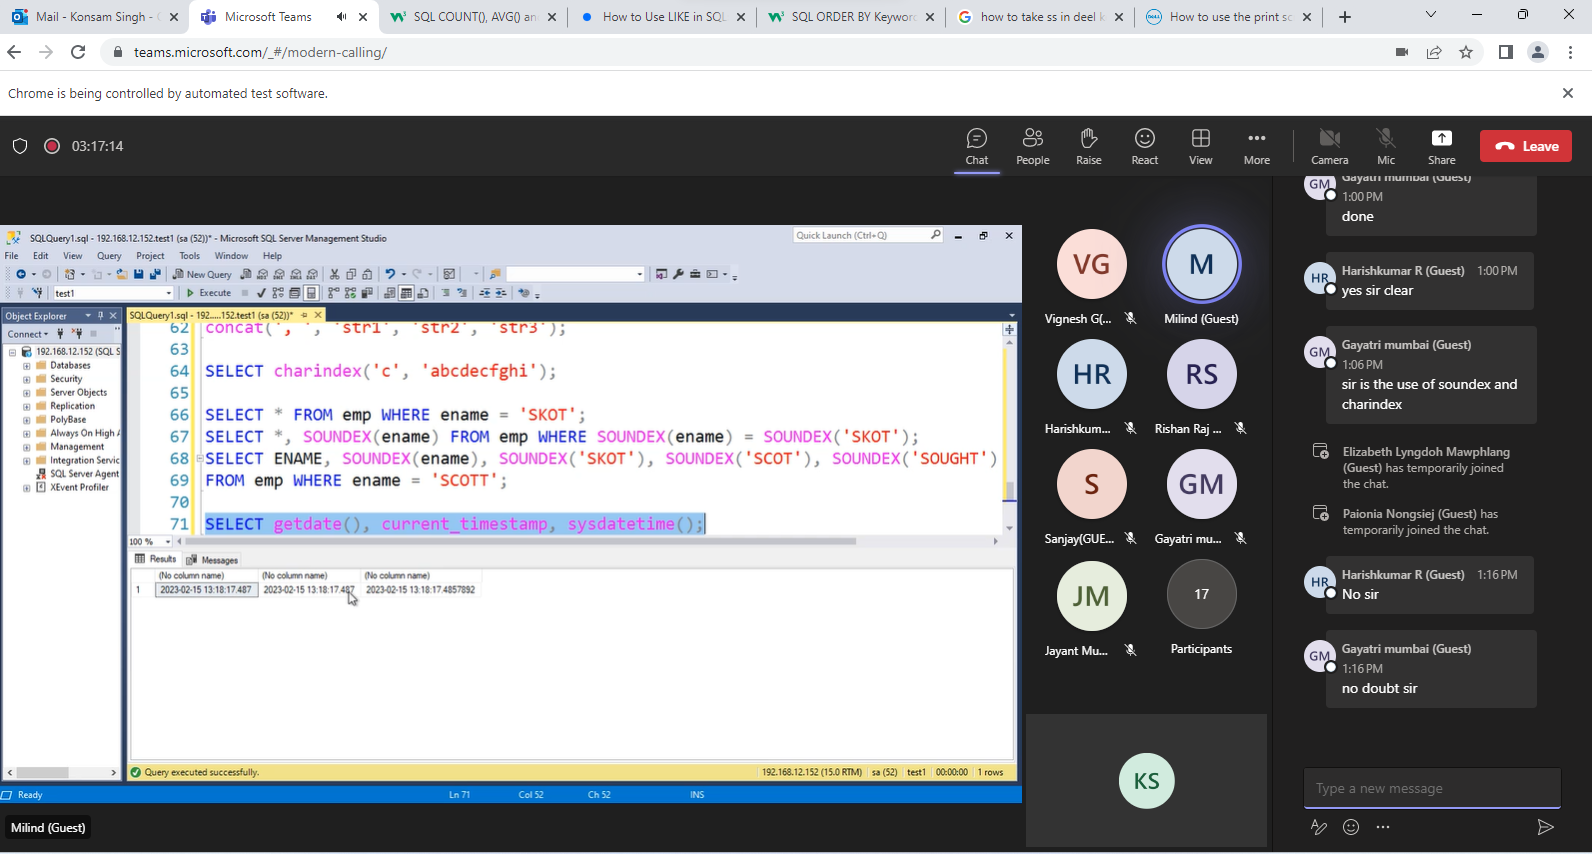 Mail - Konsam Singh - 
Microsoft Teams
SQL COUNT(), AVG() an
How to Use LIKE in SQL
SQL ORDER BY Keyword
how to take ss in deel k
How to use the print sc
teams.microsoft.com/_#/modern-calling/
Chrome is being controlled by automated test software.
03:17:14
Chat
People
Raise
React
View
More
Camera
Mic
Share
Leave
SQLQuery1.sql - 192.168.12.152.test1 (sa (52))* - Microsoft SQL Server Management Studio
Quick Launch (Ctrl+Q)
File Edit View Query Project Tools Window Help
New Query
test1
Execute
Object Explorer
Connect
192.168.12.152 (SQL S
Databases
Security
Server Objects
Replication
PolyBase
Always On High A
Management
Integration Servic
SQL Server Agent
XEvent Profiler
SQLQuery1.sql - 192.....152.test1 (sa (52))*
62 concat(', ', 'str1', 'str2', 'str3');
63
64 SELECT charindex('c', 'abcdecfghi');
65
66 SELECT * FROM emp WHERE ename = 'SKOT';
67 SELECT *, SOUNDEX(ename) FROM emp WHERE SOUNDEX(ename) = SOUNDEX('SKOT');
68 SELECT ENAME, SOUNDEX(ename), SOUNDEX('SKOT'), SOUNDEX('SCOT'), SOUNDEX('SOUGHT')
69 FROM emp WHERE ename = 'SCOTT';
70
71 SELECT getdate(), current_timestamp, sysdatetime();
100 %
Results Messages
(No column name) (No column name) (No column name)
1 2023-02-15 13:18:17.487 2023-02-15 13:18:17.487 2023-02-15 13:18:17.4857892
Query executed successfully.
192.168.12.152 (15.0 RTM) sa (52) test1 00:00:00 1 rows
Ready
Ln 71 Col 52 Ch 52 INS
Milind (Guest)
VG
Vignesh G(...
M
Milind (Guest)
HR
Harishkum...
RS
Rishan Raj ...
S
Sanjay(GUE...
GM
Gayatri mu...
JM
Jayant Mu...
17
Participants
KS
GM
Gayatri mumbai (Guest)
1:00 PM
done
HR
Harishkumar R (Guest) 1:00 PM
yes sir clear
GM
Gayatri mumbai (Guest)
1:06 PM
sir is the use of soundex and
charindex
Elizabeth Lyngdoh Mawphlang
(Guest) has temporarily joined
the chat.
Paionia Nongsiej (Guest) has
temporarily joined the chat.
HR
Harishkumar R (Guest) 1:16 PM
No sir
GM
Gayatri mumbai (Guest)
1:16 PM
no doubt sir
Type a new message